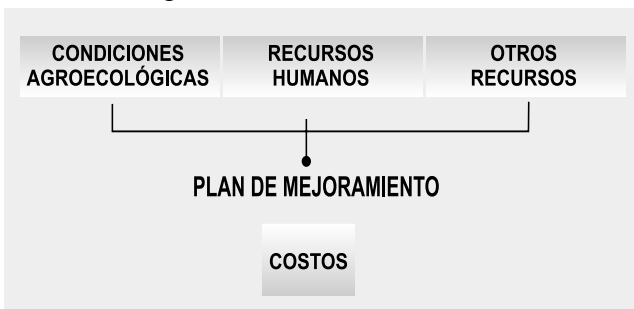 CONDICIONES
AGROECOLÓGICAS
RECURSOS
HUMANOS
OTROS
RECURSOS
PLAN DE MEJORAMIENTO
COSTOS